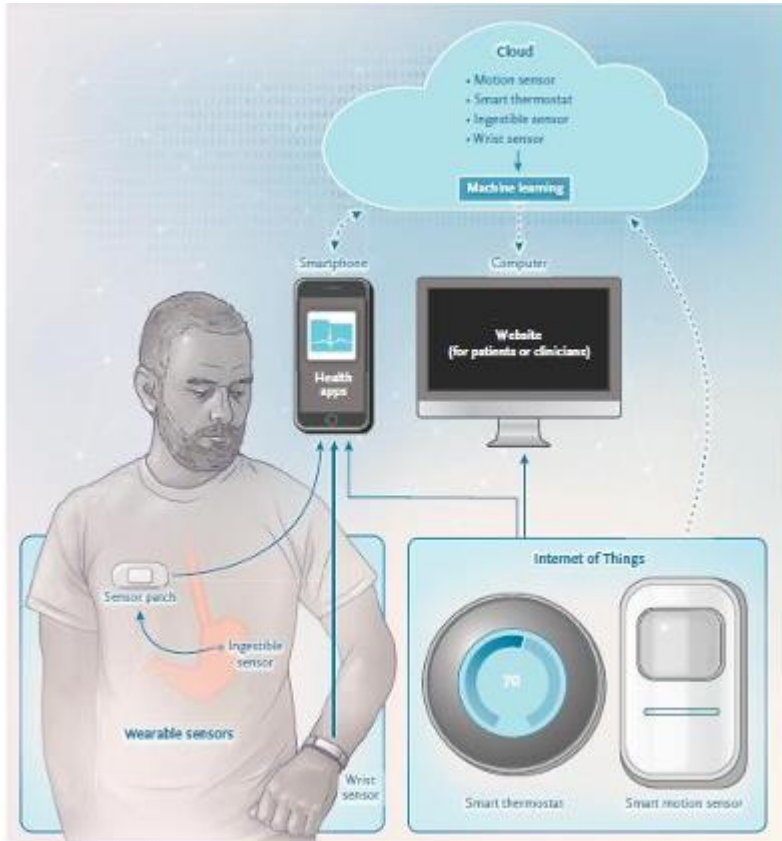 Cloud
• Motion sensor
• Smart thermostat
• Ingestible sensor
• Wrist sensor
Machine learning
Smartphone
Computer
Health
apps
Website
(for patients or clinicians)
Sensor patch
Ingestible
sensor
Wearable sensors
Wrist
sensor
Internet of Things
70
Smart thermostat
Smart motion sensor